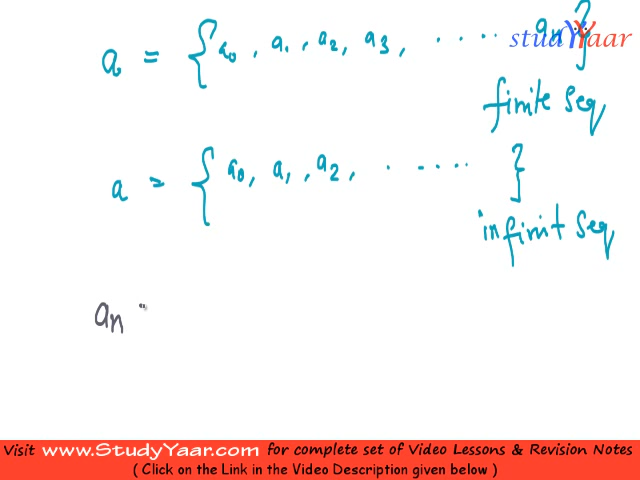 a = { a0, a1, a2, a3, ..... an }
studYYaar
finite seq
a = { a0, a1, a2, ..... }
infinit seq
an
Visit www.StudyYaar.com for complete set of Video Lessons & Revision Notes
( Click on the Link in the Video Description given below )